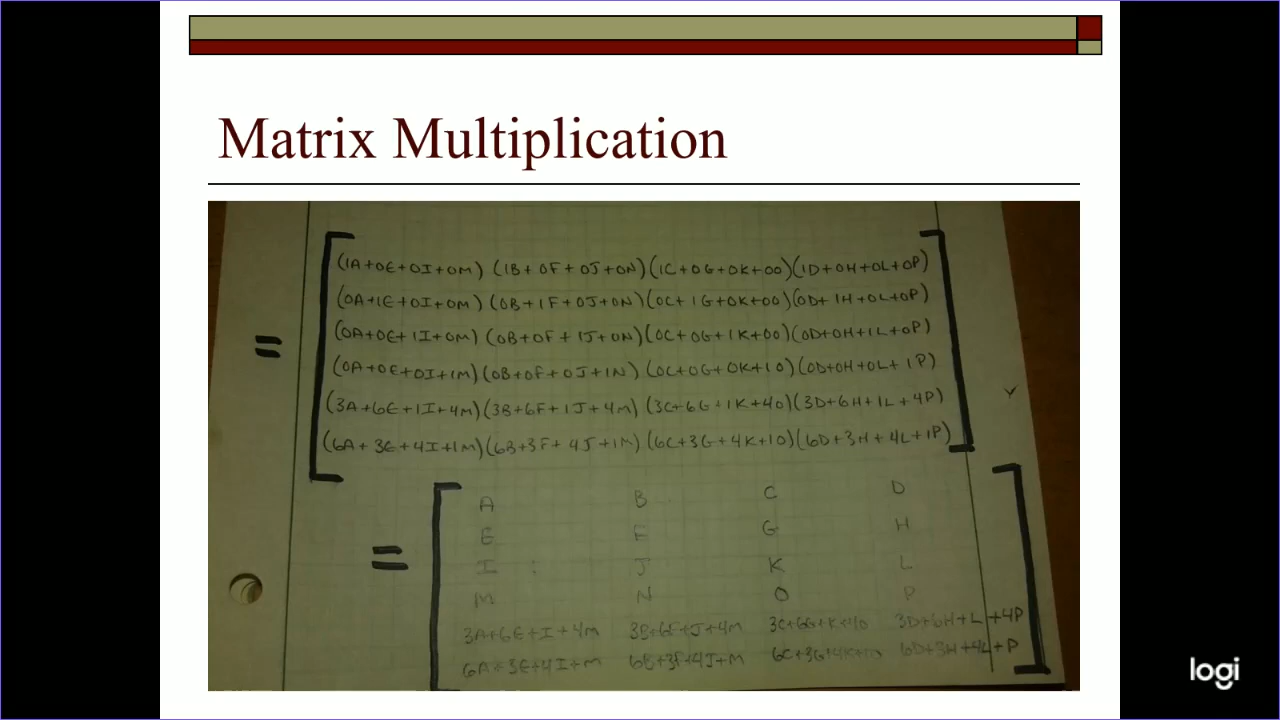 Matrix Multiplication
(1A+0E+0I+0M) (1B+0F+0J+0N) (1C+0G+0K+0O) (1D+0H+0L+0P)
(0A+1E+0I+0M) (0B+1F+0J+0N) (0C+1G+0K+0O) (0D+1H+0L+0P)
= (0A+0E+1I+0M) (0B+0F+1J+0N) (0C+0G+1K+0O) (0D+0H+1L+0P)
(0A+0E+0I+1M) (0B+0F+0J+1N) (0C+0G+0K+1O) (0D+0H+0L+1P)
(3A+6E+1I+4M) (3B+6F+1J+4M) (3C+6G+1K+4O) (3D+6H+1L+4P)
(6A+3E+4I+1M) (6B+3F+4J+1M) (6C+3G+4K+1O) (6D+3H+4L+1P)
A B C D
E F G H
= I J K L
M N O P
3A+6E+I+4M 3B+6F+J+4M 3C+6G+K+4O 3D+6H+L+4P
6A+3E+4I+M 6B+3F+4J+M 6C+3G+4K+O 6D+3H+4L+P
logi